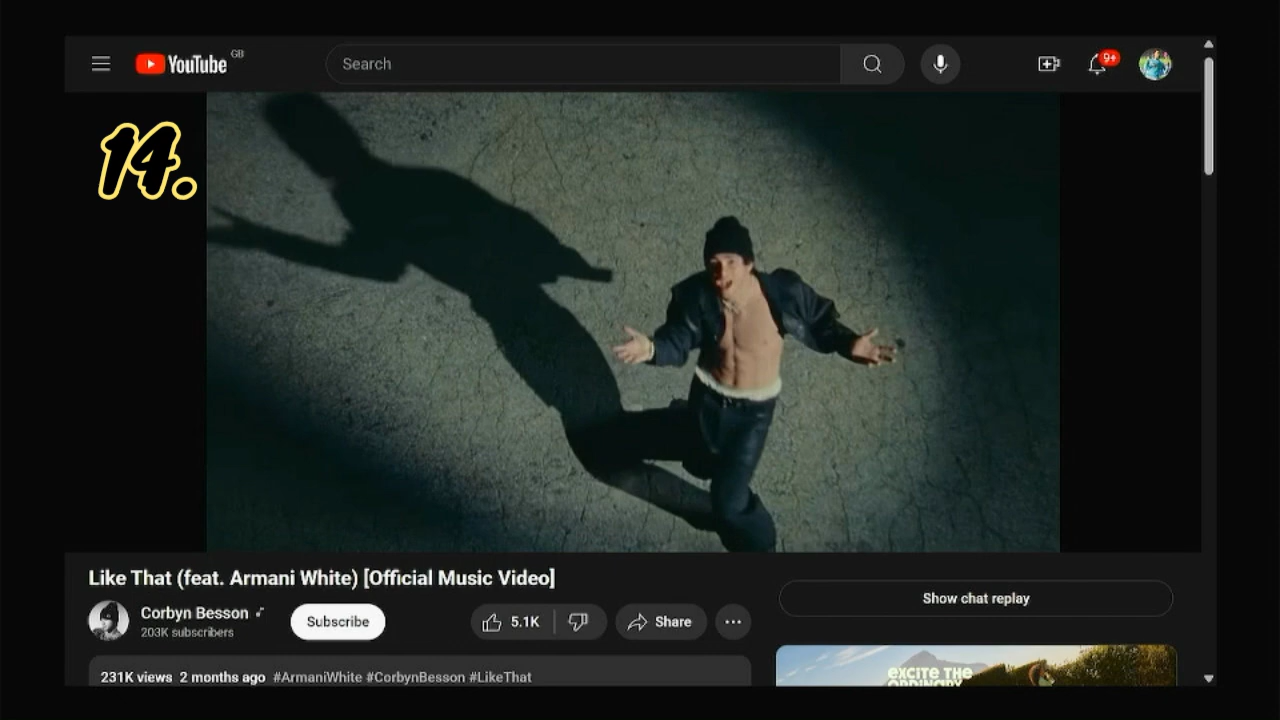 YouTube GB
Search
9+
14.
Like That (feat. Armani White) [Official Music Video]
Corbyn Besson
203K subscribers
Subscribe
5.1K
Share
Show chat replay
231K views 2 months ago #ArmaniWhite #CorbynBesson #LikeThat
EXCITE THE
ORDINARY